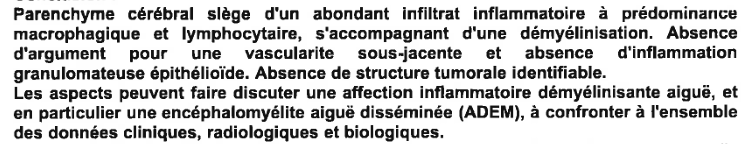 Parenchyme cérébral siège d'un abondant infiltrat inflammatoire à prédominance
macrophagique et lymphocytaire, s'accompagnant d'une démyélinisation. Absence
d'argument pour une vascularite sous-jacente et absence d'inflammation
granulomateuse épithélioïde. Absence de structure tumorale identifiable.
Les aspects peuvent faire discuter une affection inflammatoire démyélinisante aiguë, et
en particulier une encéphalomyélite aiguë disséminée (ADEM), à confronter à l'ensemble
des données cliniques, radiologiques et biologiques.